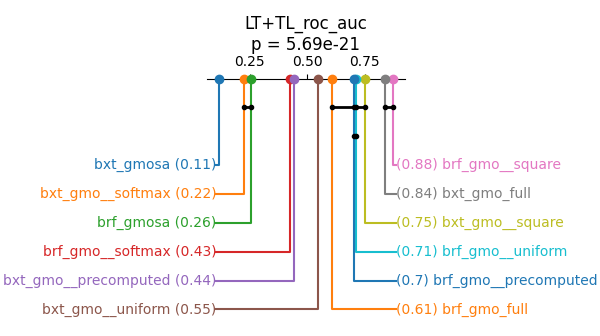 LT+TL_roc_auc
p = 5.69e-21
0.25 0.50 0.75
bxt_gmosa (0.11)
(0.88) brf_gmo__square
bxt_gmo__softmax (0.22)
(0.84) bxt_gmo_full
brf_gmosa (0.26)
(0.75) bxt_gmo__square
brf_gmo__softmax (0.43)
(0.71) brf_gmo__uniform
bxt_gmo__precomputed (0.44)
(0.7) brf_gmo__precomputed
bxt_gmo__uniform (0.55)
(0.61) brf_gmo_full